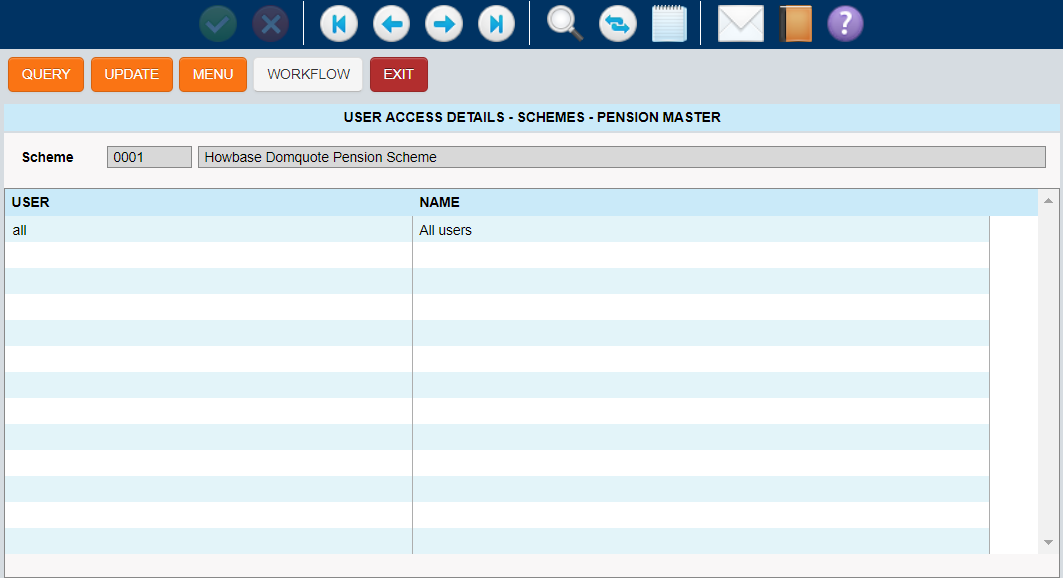 QUERY UPDATE MENU WORKFLOW EXIT
USER ACCESS DETAILS - SCHEMES - PENSION MASTER
Scheme 0001 Howbase Domquote Pension Scheme
USER NAME
all All users